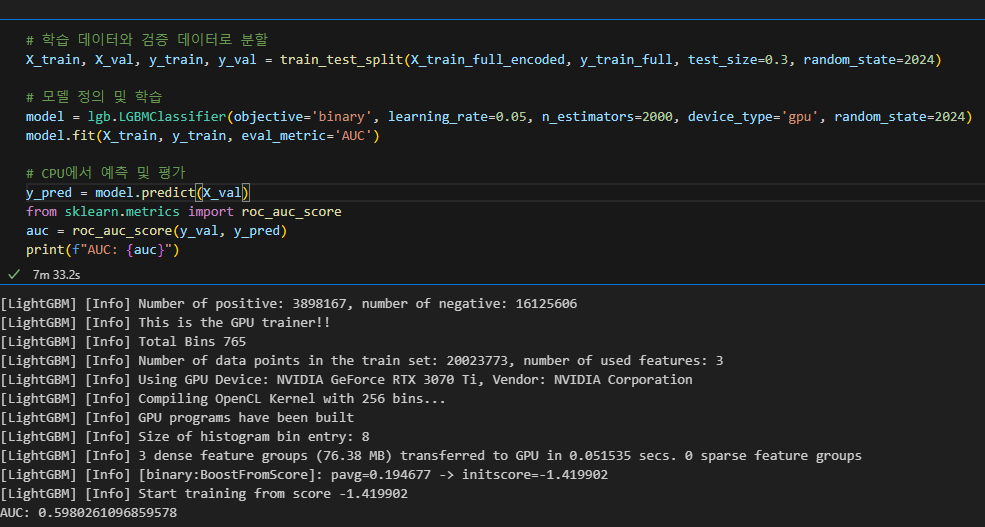 # 학습 데이터와 검증 데이터로 분할
X_train, X_val, y_train, y_val = train_test_split(X_train_full_encoded, y_train_full, test_size=0.3, random_state=2024)
# 모델 정의 및 학습
model = lgb.LGBMClassifier(objective='binary', learning_rate=0.05, n_estimators=2000, device_type='gpu', random_state=2024)
model.fit(X_train, y_train, eval_metric='AUC')
# CPU에서 예측 및 평가
y_pred = model.predict(X_val)
from sklearn.metrics import roc_auc_score
auc = roc_auc_score(y_val, y_pred)
print(f"AUC: {auc}")
7m 33.2s
[LightGBM] [Info] Number of positive: 3898167, number of negative: 16125606
[LightGBM] [Info] This is the GPU trainer!!
[LightGBM] [Info] Total Bins 765
[LightGBM] [Info] Number of data points in the train set: 20023773, number of used features: 3
[LightGBM] [Info] Using GPU Device: NVIDIA GeForce RTX 3070 Ti, Vendor: NVIDIA Corporation
[LightGBM] [Info] Compiling OpenCL Kernel with 256 bins...
[LightGBM] [Info] GPU programs have been built
[LightGBM] [Info] Size of histogram bin entry: 8
[LightGBM] [Info] 3 dense feature groups (76.38 MB) transferred to GPU in 0.051535 secs. 0 sparse feature groups
[LightGBM] [Info] [binary:BoostFromScore]: pavg=0.194677 -> initscore=-1.419902
[LightGBM] [Info] Start training from score -1.419902
AUC: 0.5980261096859578